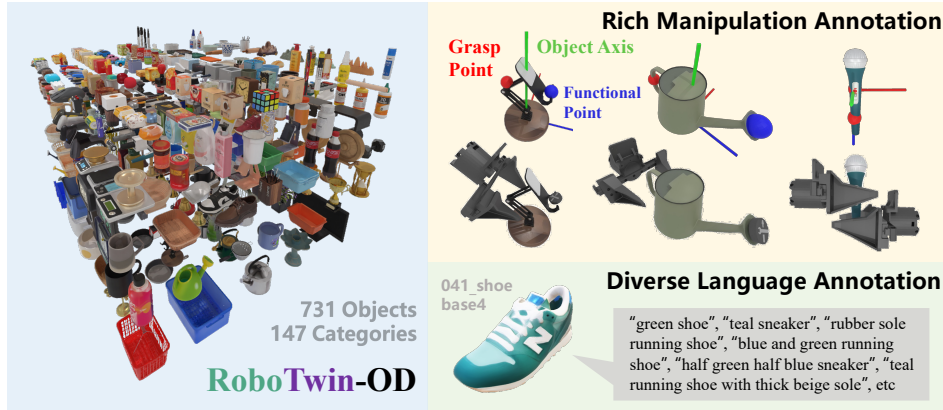 731 Objects
147 Categories
RoboTwin-OD
Rich Manipulation Annotation
Grasp
Point
Object Axis
Functional
Point
Diverse Language Annotation
041_shoe
base4
N
“green shoe”, “teal sneaker”, “rubber sole
running shoe”, “blue and green running
shoe”, “half green half blue sneaker”, “teal
running shoe with thick beige sole”, etc